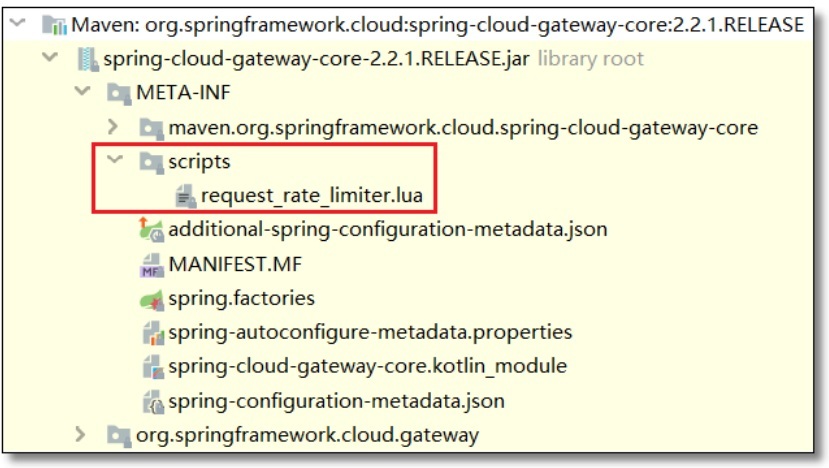 Maven: org.springframework.cloud:spring-cloud-gateway-core:2.2.1.RELEASE
spring-cloud-gateway-core-2.2.1.RELEASE.jar library root
META-INF
maven.org.springframework.cloud.spring-cloud-gateway-core
scripts
request_rate_limiter.lua
additional-spring-configuration-metadata.json
MF MANIFEST.MF
spring.factories
spring-autoconfigure-metadata.properties
spring-cloud-gateway-core.kotlin_module
spring-configuration-metadata.json
org.springframework.cloud.gateway